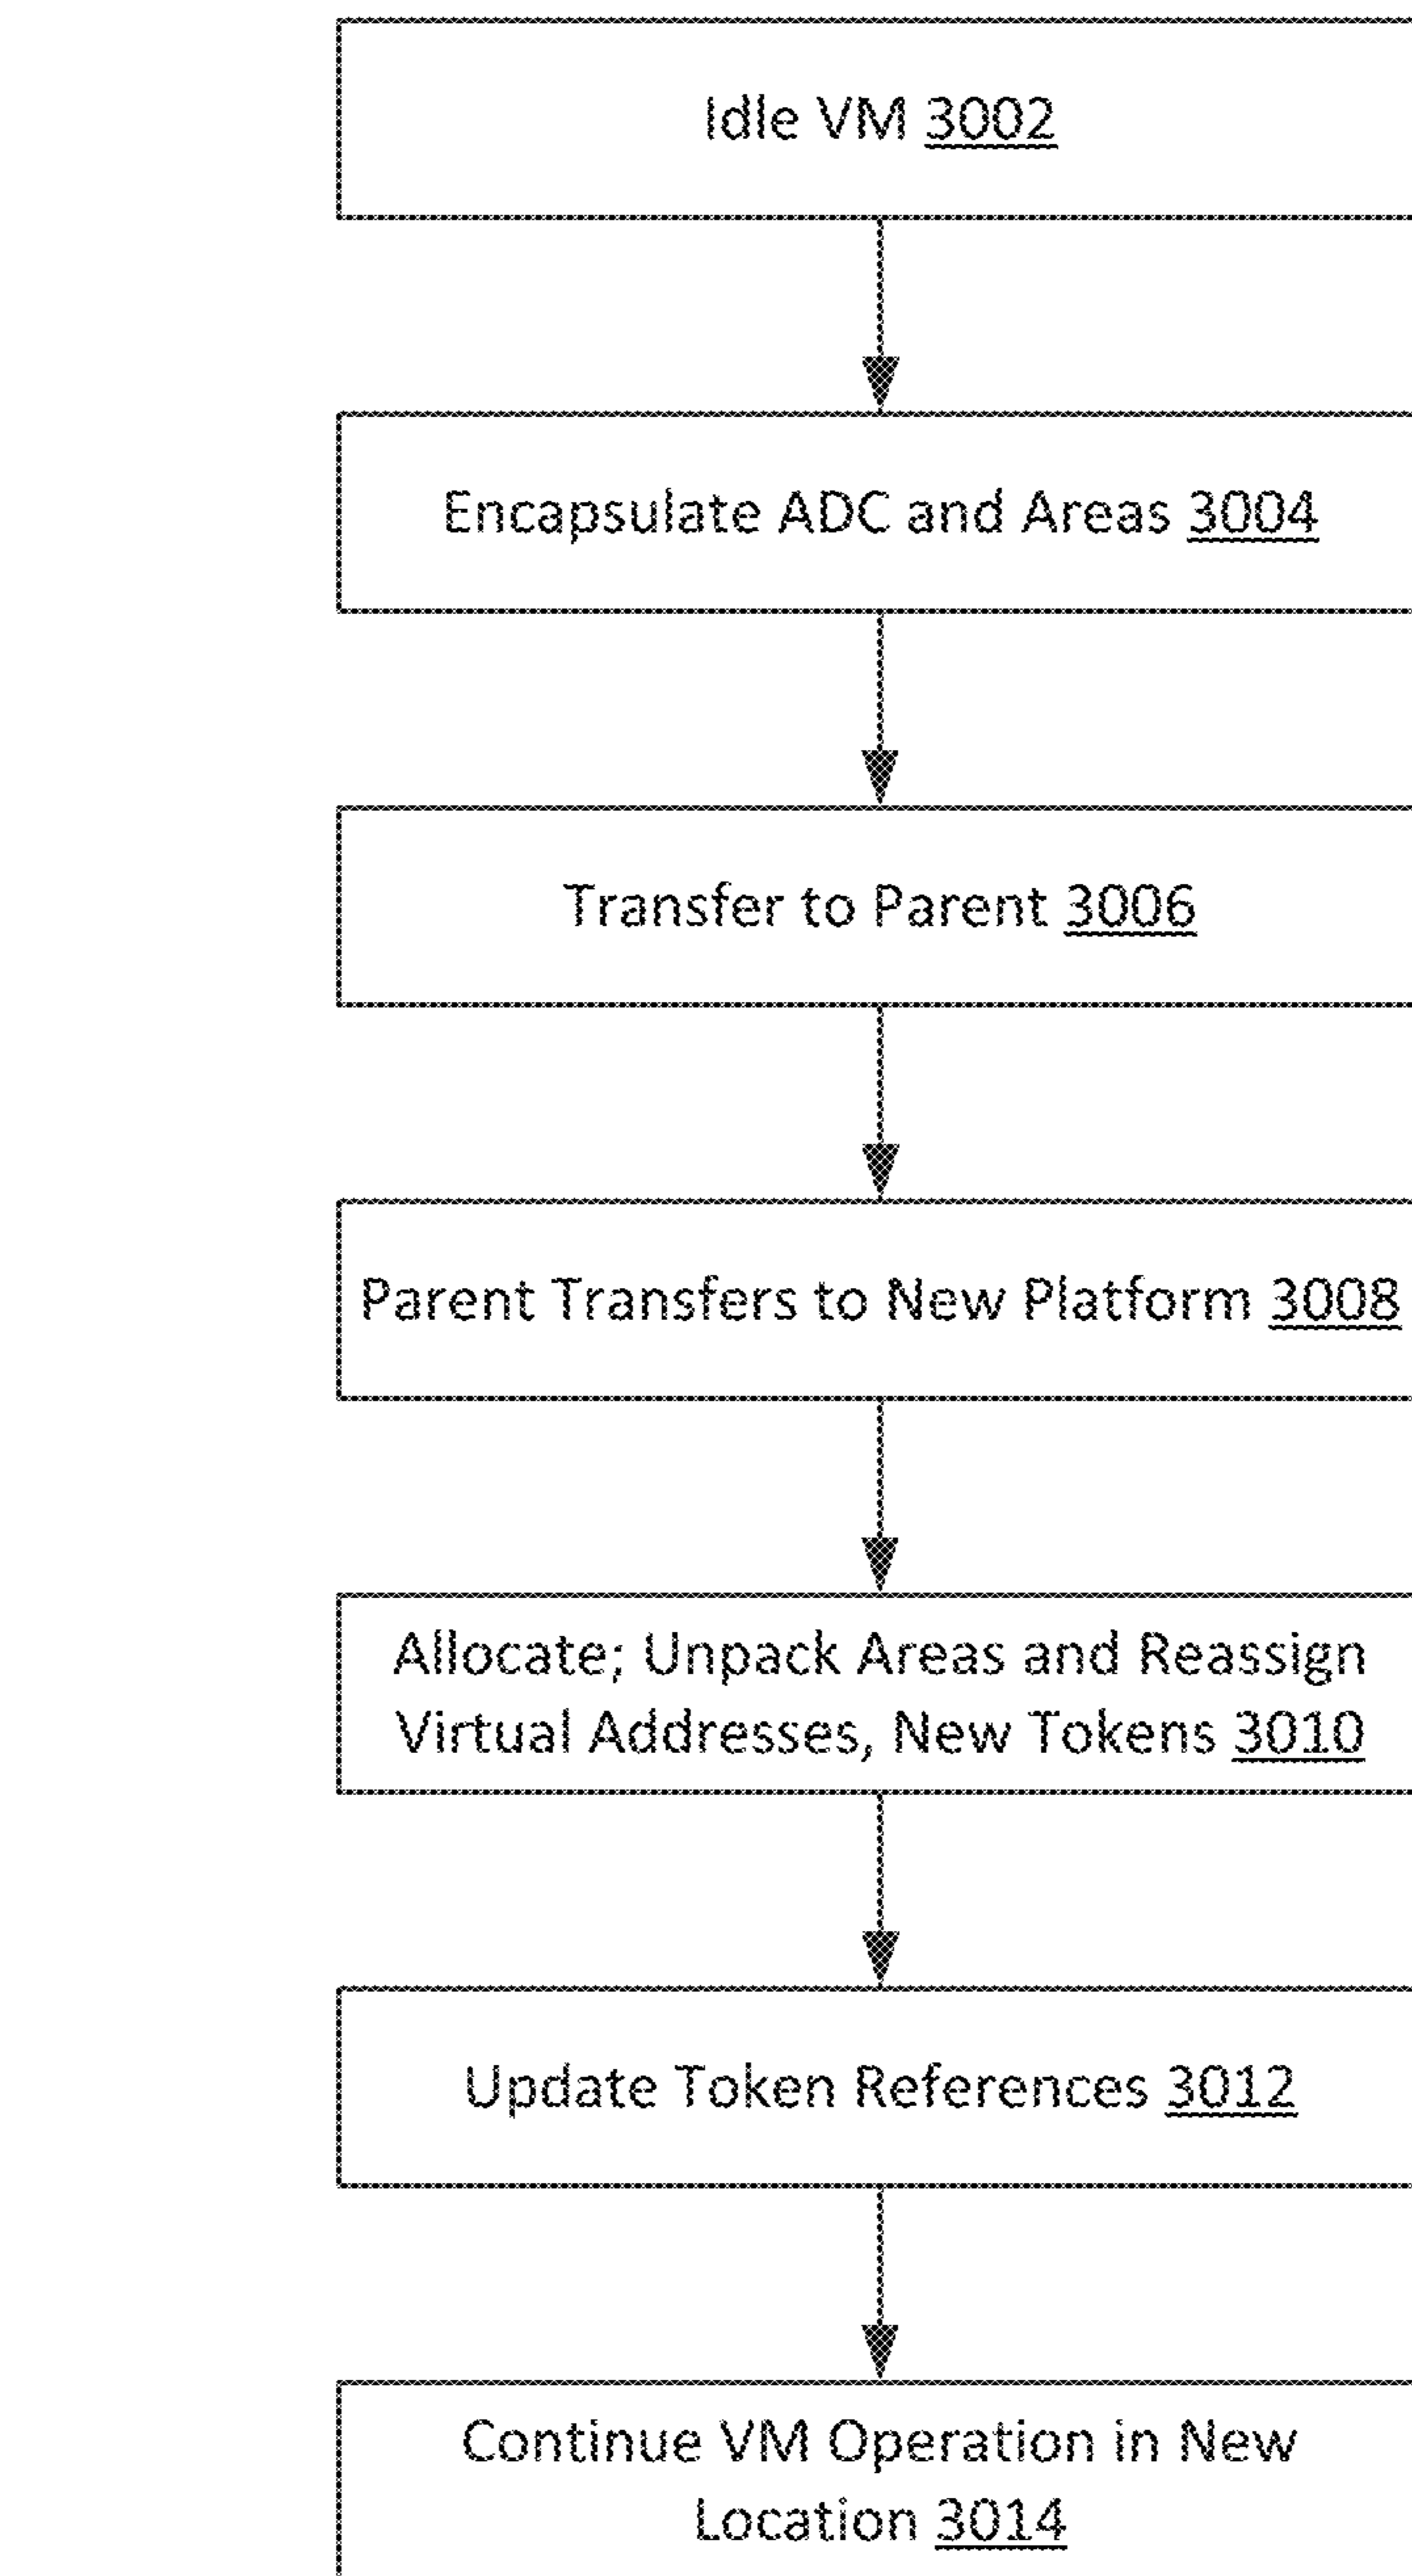 Idle VM 3002
Encapsulate ADC and Areas 3004
Transfer to Parent 3006
Parent Transfers to New Platform 3008
Allocate; Unpack Areas and Reassign
Virtual Addresses, New Tokens 3010
Update Token References 3012
Continue VM Operation in New
Location 3014